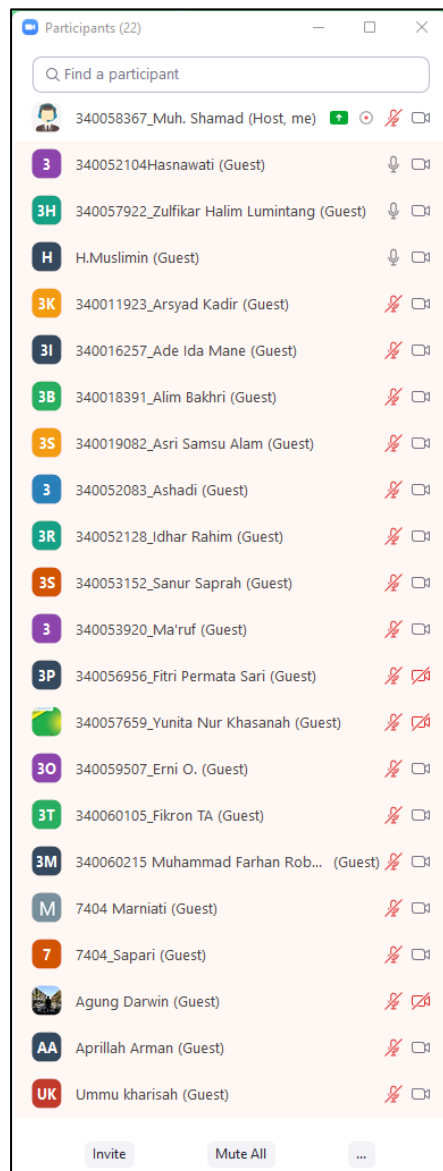 Participants (22)
Find a participant
340058367_Muh. Shamad (Host, me)
3 340052104Hasnawati (Guest)
3H 340057922_Zulfikar Halim Lumintang (Guest)
H H.Muslimin (Guest)
3K 340011923_Arsyad Kadir (Guest)
3I 340016257_Ade Ida Mane (Guest)
3B 340018391_Alim Bakhri (Guest)
3S 340019082_Asri Samsu Alam (Guest)
3 340052083_Ashadi (Guest)
3R 340052128_Idhar Rahim (Guest)
3S 340053152_Sanur Saprah (Guest)
3 340053920_Ma'ruf (Guest)
3P 340056956_Fitri Permata Sari (Guest)
340057659_Yunita Nur Khasanah (Guest)
3O 340059507_Erni O. (Guest)
3T 340060105_Fikron TA (Guest)
3M 340060215 Muhammad Farhan Rob... (Guest)
M 7404 Marniati (Guest)
7 7404_Sapari (Guest)
Agung Darwin (Guest)
AA Aprillah Arman (Guest)
UK Ummu kharisah (Guest)
Invite Mute All ...